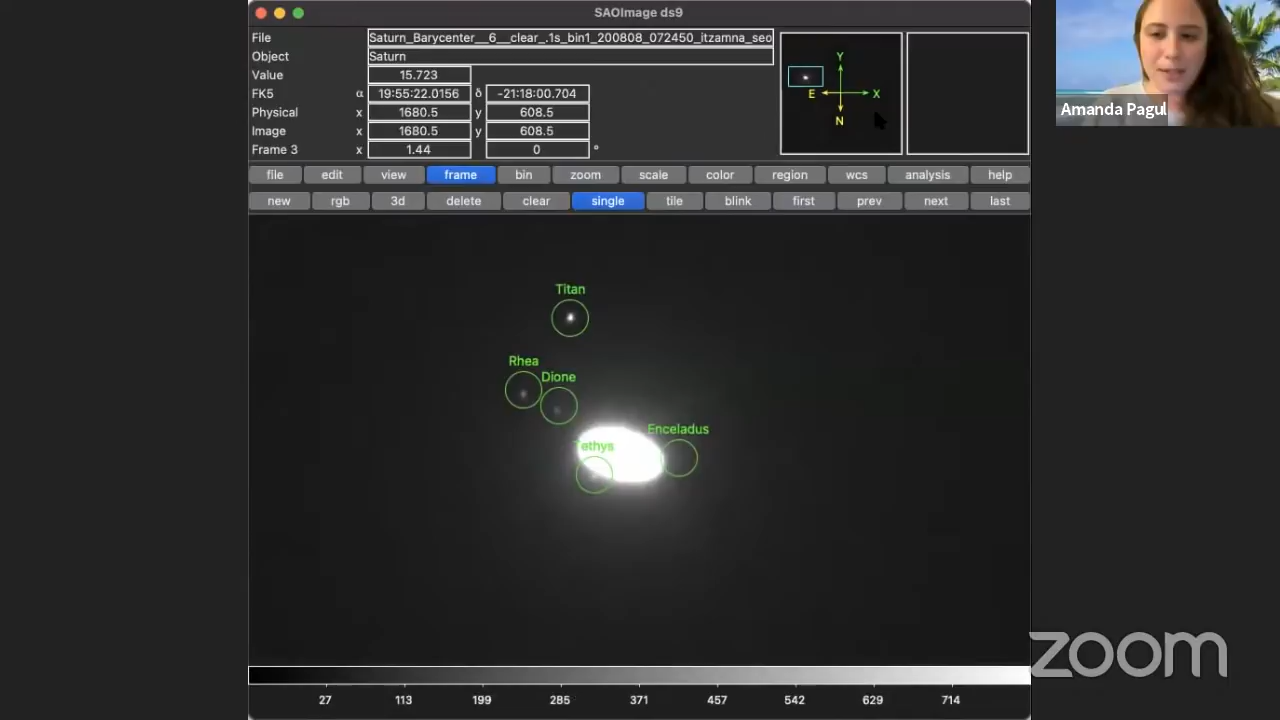 SAOImage ds9
File Saturn_Barycenter__6__clear_.1s_bin1_200808_072450_itzamna_seo
Object Saturn
Value 15.723
FK5 α 19:55:22.0156 δ -21:18:00.704
Physical x 1680.5 y 608.5
Image x 1680.5 y 608.5
Frame 3 x 1.44 0 °
Y
E X
N
Amanda Pagul
file edit view frame bin zoom scale color region wcs analysis help
new rgb 3d delete clear single tile blink first prev next last
Titan
Rhea
Dione
Enceladus
Tethys
zoom
27 113 199 285 371 457 542 629 714